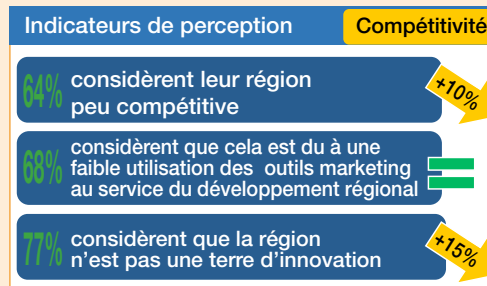 Indicateurs de perception
Compétitivité
64% considèrent leur région
peu compétitive
+10%
68% considèrent que cela est du à une
faible utilisation des outils marketing
au service du développement régional
77% considèrent que la région
n'est pas une terre d'innovation
+15%